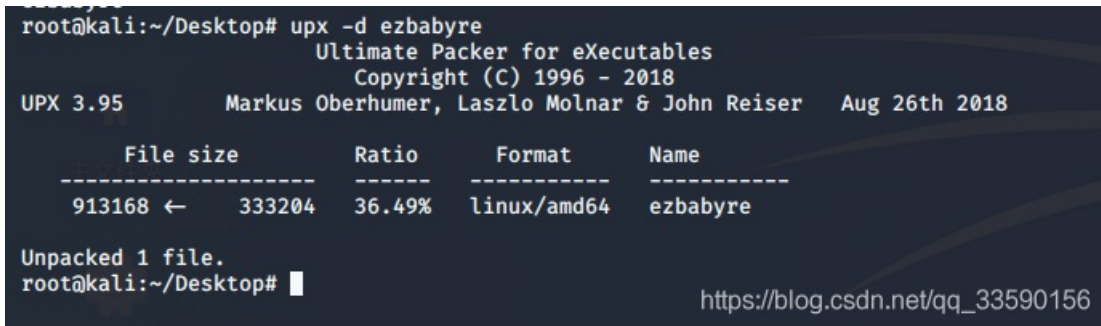 root@kali:~/Desktop# upx -d ezbabyre
Ultimate Packer for eXecutables
Copyright (C) 1996 - 2018
UPX 3.95 Markus Oberhumer, Laszlo Molnar & John Reiser Aug 26th 2018
File size Ratio Format Name
-------------------- ------ ----------- -----------
913168 <- 333204 36.49% linux/amd64 ezbabyre
Unpacked 1 file.
root@kali:~/Desktop#
https://blog.csdn.net/qq_33590156